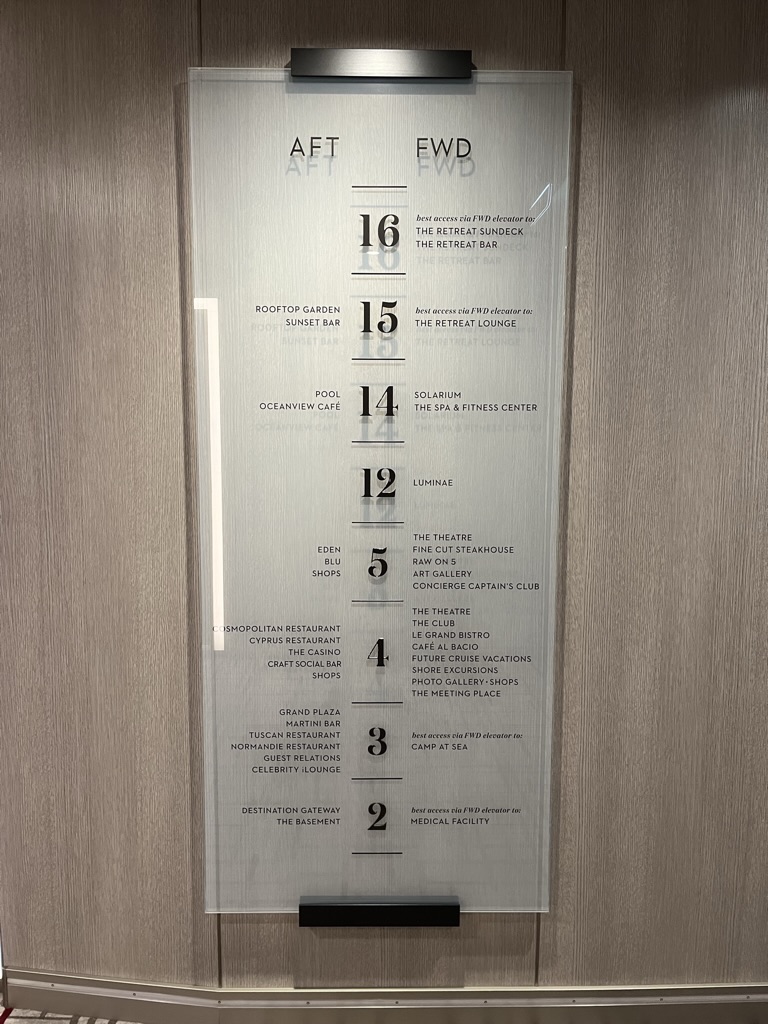 AFT FWD
16
best access via FWD elevator to:
THE RETREAT SUNDECK
THE RETREAT BAR
ROOFTOP GARDEN
SUNSET BAR
15
best access via FWD elevator to:
THE RETREAT LOUNGE
POOL
OCEANVIEW CAFÉ
14
SOLARIUM
THE SPA & FITNESS CENTER
12
LUMINAE
EDEN
BLU
SHOPS
5
THE THEATRE
FINE CUT STEAKHOUSE
RAW ON 5
ART GALLERY
CONCIERGE CAPTAIN'S CLUB
COSMOPOLITAN RESTAURANT
CYPRUS RESTAURANT
THE CASINO
CRAFT SOCIAL BAR
SHOPS
4
THE THEATRE
THE CLUB
LE GRAND BISTRO
CAFÉ AL BACIO
FUTURE CRUISE VACATIONS
SHORE EXCURSIONS
PHOTO GALLERY • SHOPS
THE MEETING PLACE
GRAND PLAZA
MARTINI BAR
TUSCAN RESTAURANT
NORMANDIE RESTAURANT
GUEST RELATIONS
CELEBRITY iLOUNGE
3
best access via FWD elevator to:
CAMP AT SEA
DESTINATION GATEWAY
THE BASEMENT
2
best access via FWD elevator to:
MEDICAL FACILITY